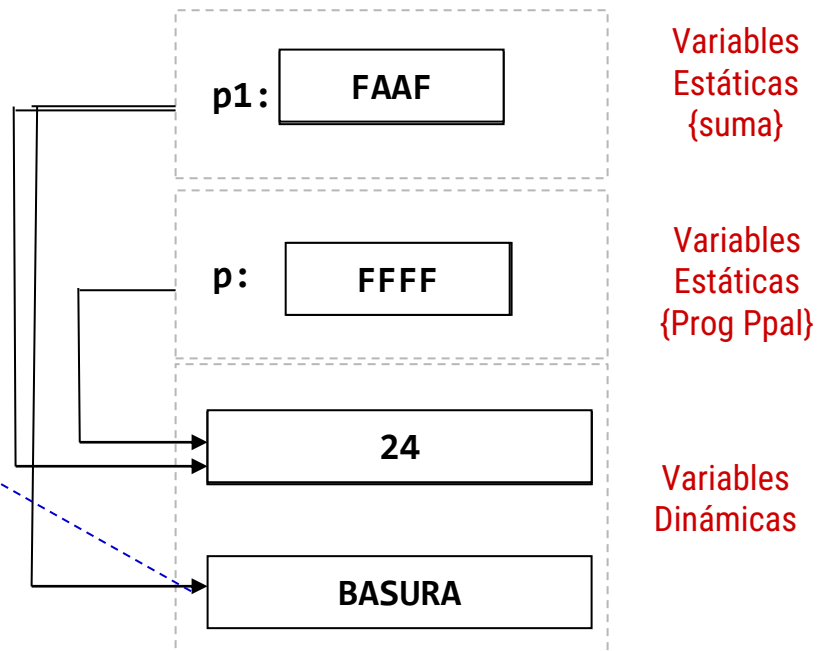 p1:
FAAF
Variables
Estáticas
{suma}
p:
FFFF
Variables
Estáticas
{Prog Ppal}
24
BASURA
Variables
Dinámicas